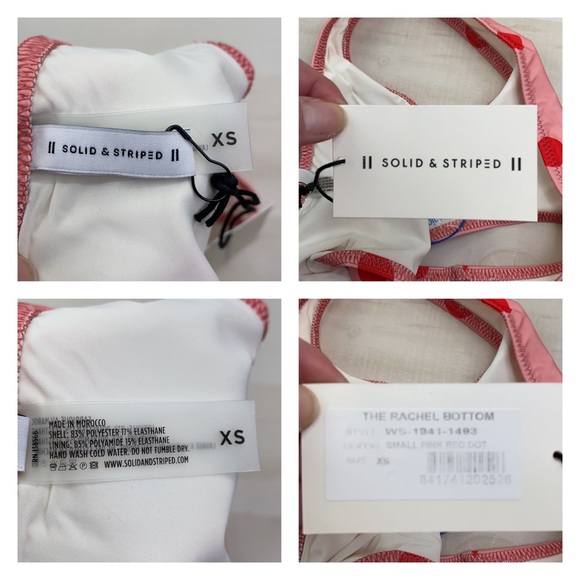 || SOLID & STRIPED ||
XS
|| SOLID & STRIPED ||
MADE IN MOROCCO
SHELL: 83% POLYESTER 17% ELASTHANE
LINING: 85% POLYAMIDE 15% ELASTHANE
HAND WASH COLD WATER. DO NOT TUMBLE DRY.
WWW.SOLIDANDSTRIPED.COM
XS
THE RACHEL BOTTOM
STYLE: WS-1041-1493
SMALL PINK RED DOT
XS
841741202526